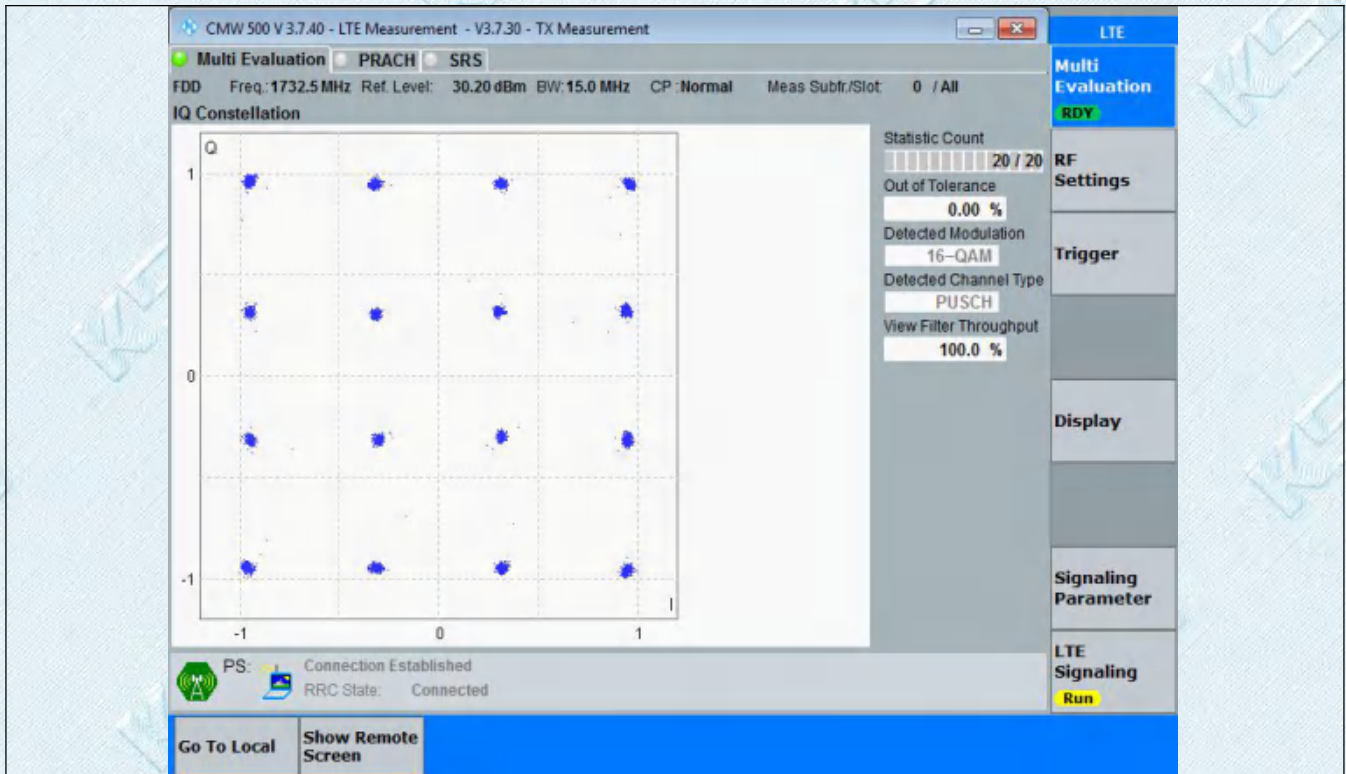 CMW 500 V 3.7.40 - LTE Measurement - V3.7.30 - TX Measurement
LTE
Multi Evaluation PRACH SRS
FDD Freq.:1732.5 MHz Ref. Level: 30.20 dBm BW:15.0 MHz CP :Normal Meas Subfr./Slot: 0 / All
IQ Constellation
Q
1
0
-1
I
-1 0 1
Statistic Count
20 / 20
Out of Tolerance
0.00 %
Detected Modulation
16-QAM
Detected Channel Type
PUSCH
View Filter Throughput
100.0 %
Multi
Evaluation
RDY
RF
Settings
Trigger
Display
Signaling
Parameter
LTE
Signaling
Run
PS: Connection Established
RRC State: Connected
Go To Local
Show Remote
Screen